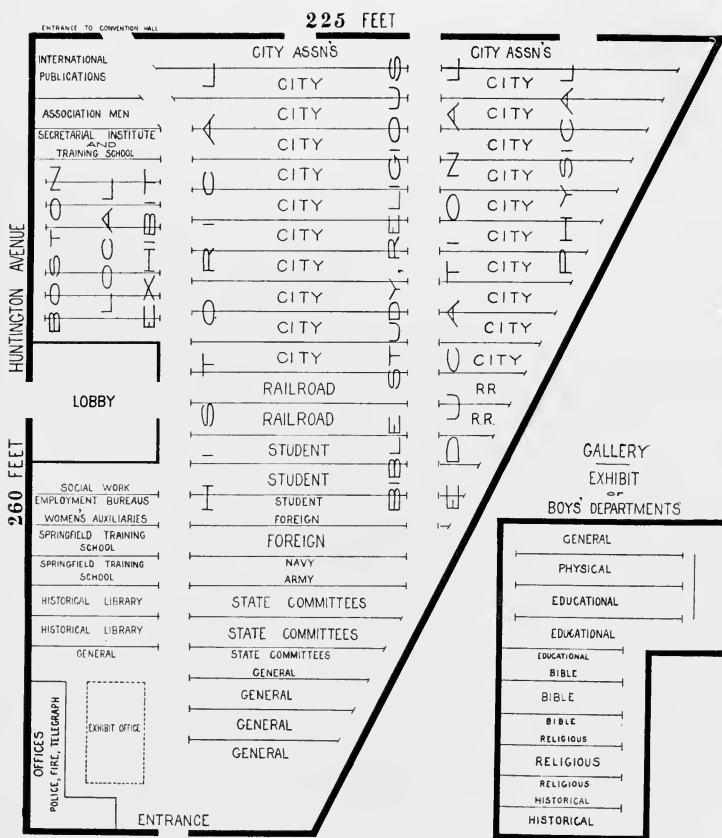 225 FEET
ENTRANCE TO CONVENTION HALL
INTERNATIONAL
PUBLICATIONS
ASSOCIATION MEN
SECRETARIAL INSTITUTE
AND
TRAINING SCHOOL
BOSTON
LOCAL
EXHIBIT
HUNTINGTON AVENUE
LOBBY
260 FEET
SOCIAL WORK
EMPLOYMENT BUREAUS
WOMEN'S AUXILIARIES
SPRINGFIELD TRAINING
SCHOOL
SPRINGFIELD TRAINING
SCHOOL
HISTORICAL LIBRARY
HISTORICAL LIBRARY
GENERAL
OFFICES
POLICE, FIRE, TELEGRAPH
EXHIBIT OFFICE
ENTRANCE
HISTORICAL
CITY ASSN'S
CITY
CITY
CITY
CITY
CITY
CITY
CITY
CITY
CITY
CITY
RAILROAD
RAILROAD
STUDENT
STUDENT
STUDENT
FOREIGN
FOREIGN
NAVY
ARMY
STATE COMMITTEES
STATE COMMITTEES
STATE COMMITTEES
GENERAL
GENERAL
GENERAL
GENERAL
BIBLE STUDY, RELIGIOUS
EDUCATIONAL
CITY ASSN'S
CITY
CITY
CITY
CITY
CITY
CITY
CITY
CITY
CITY
CITY
R.R.
R.R.
PHYSICAL
GALLERY
EXHIBIT
OF
BOYS' DEPARTMENTS
GENERAL
PHYSICAL
EDUCATIONAL
EDUCATIONAL
EDUCATIONAL
BIBLE
BIBLE
BIBLE
RELIGIOUS
RELIGIOUS
RELIGIOUS
HISTORICAL
HISTORICAL